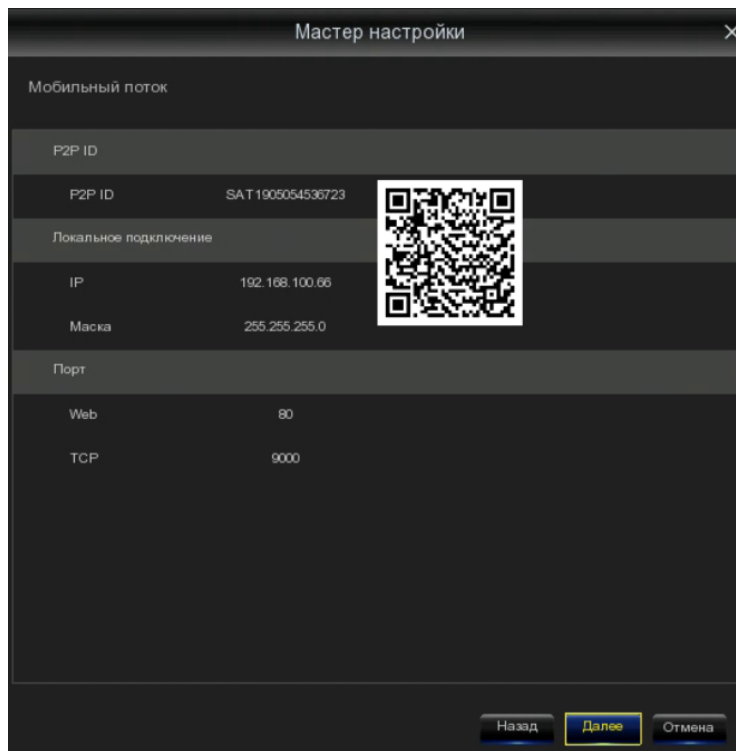 Мастер настройки
Мобильный поток
P2P ID
P2P ID SAT1905054536723
Локальное подключение
IP 192.168.100.66
Маска 255.255.255.0
Порт
Web 80
TCP 9000
Назад Далее Отмена